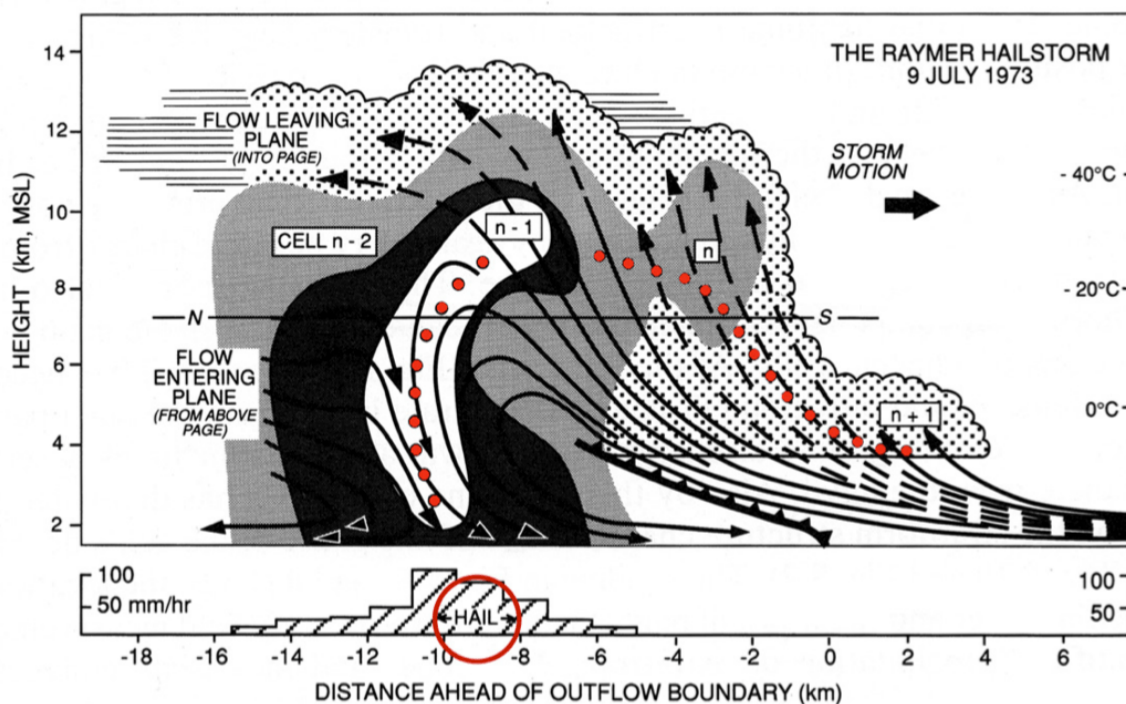 THE RAYMER HAILSTORM
9 JULY 1973
14
12
10
8
6
4
2
HEIGHT (km, MSL)
FLOW LEAVING
PLANE
(INTO PAGE)
STORM
MOTION
- 40°C
- 20°C
0°C
CELL n - 2
n - 1
n
n + 1
N
S
FLOW
ENTERING
PLANE
(FROM ABOVE
PAGE)
100
50 mm/hr
HAIL
100
50
-18 -16 -14 -12 -10 -8 -6 -4 -2 0 2 4 6
DISTANCE AHEAD OF OUTFLOW BOUNDARY (km)